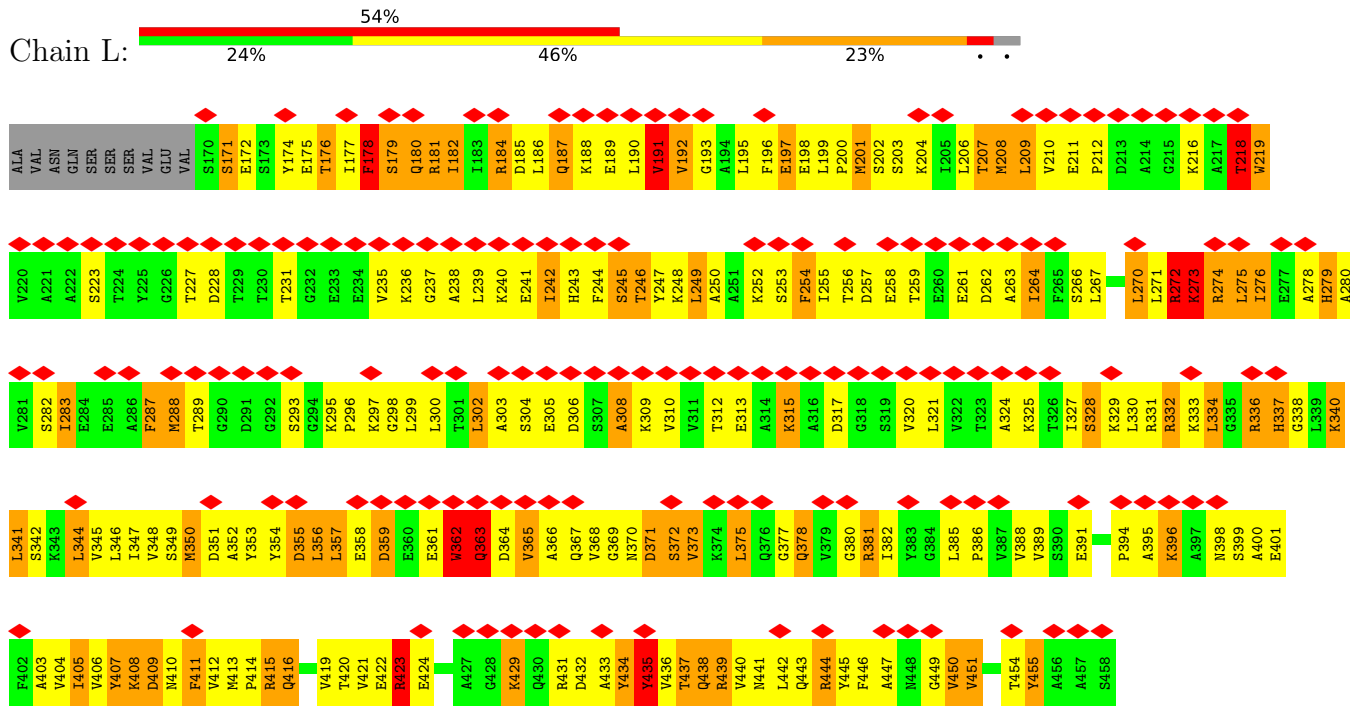 Chain L:
54%
24% 46% 23% • •
ALA VAL ASN GLN SER SER SER VAL GLU VAL S170 S171 E172 S173 Y174 E175 T176 I177 F178 S179 Q180 R181 I182 I183 R184 D185 L186 Q187 K188 E189 L190 V191 V192 G193 A194 L195 F196 E197 E198 L199 P200 M201 S202 S203 K204 I205 L206 T207 M208 L209 V210 E211 P212 D213 A214 G215 K216 A217 T218 W219
V220 A221 A222 S223 T224 Y225 G226 T227 D228 T229 T230 T231 G232 E233 E234 V235 K236 G237 A238 L239 K240 E241 I242 H243 F244 S245 T246 Y247 K248 L249 A250 A251 K252 S253 F254 I255 T256 D257 E258 T259 E260 E261 D262 A263 I264 F265 S266 L267 L270 L271 R272 K273 R274 L275 I276 E277 A278 H279 A280
V281 S282 I283 E284 E285 A286 F287 M288 T289 G290 D291 G292 S293 G294 K295 P296 K297 G298 L299 L300 T301 L302 A303 S304 E305 D306 S307 A308 K309 V310 V311 T312 E313 A314 K315 A316 D317 G318 S319 V320 L321 V322 T323 A324 K325 T326 I327 S328 K329 L330 R331 R332 K333 L334 G335 R336 H337 G338 L339 K340
L341 S342 K343 L344 V345 L346 I347 V348 S349 M350 D351 A352 Y353 Y354 D355 L356 L357 E358 D359 E360 E361 W362 Q363 D364 V365 A366 Q367 V368 G369 N370 D371 S372 V373 K374 L375 Q376 G377 Q378 V379 G380 R381 I382 Y383 G384 L385 P386 V387 V388 V389 S390 E391 P394 A395 K396 A397 N398 S399 A400 E401
F402 A403 V404 I405 V406 Y407 K408 D409 N410 F411 V412 M413 P414 R415 Q416 V419 T420 V421 E422 R423 E424 A427 G428 K429 Q430 R431 D432 A433 Y434 Y435 V436 T437 Q438 R439 V440 N441 L442 Q443 R444 Y445 F446 A447 N448 G449 V450 V451 T454 Y455 A456 A457 S458